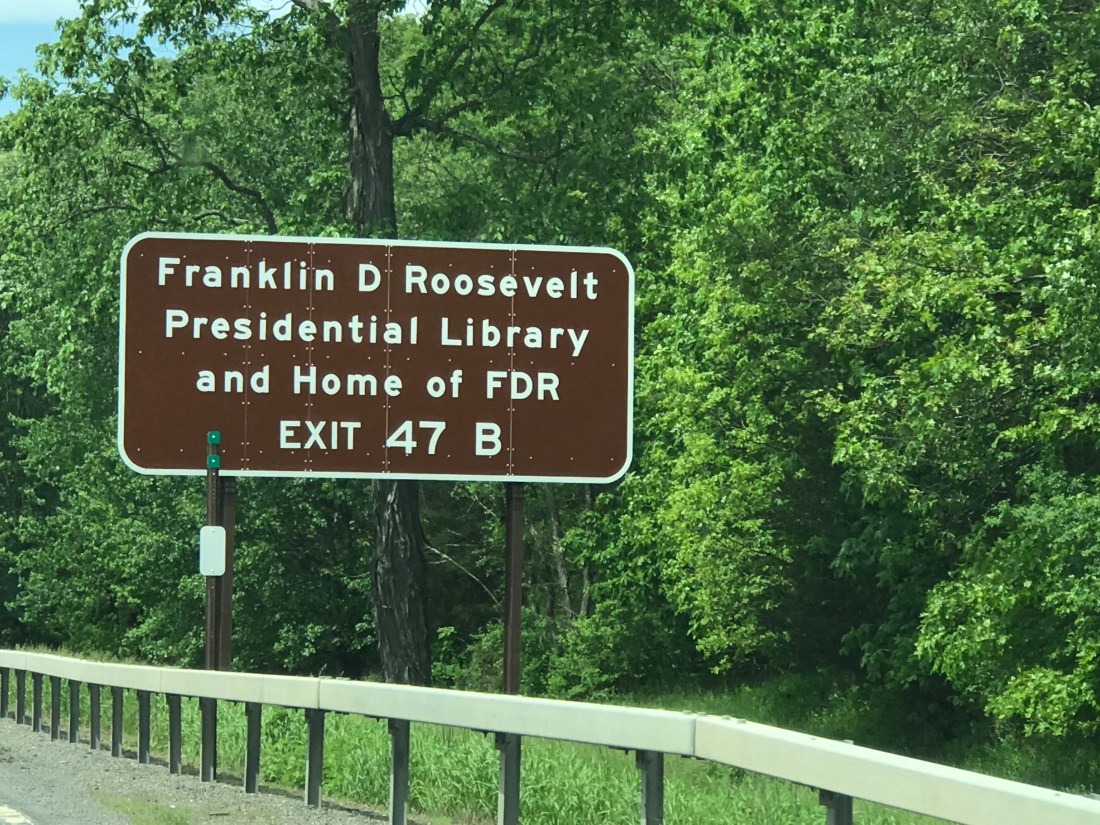 Franklin D Roosevelt
Presidential Library
and Home of FDR
EXIT 47 B